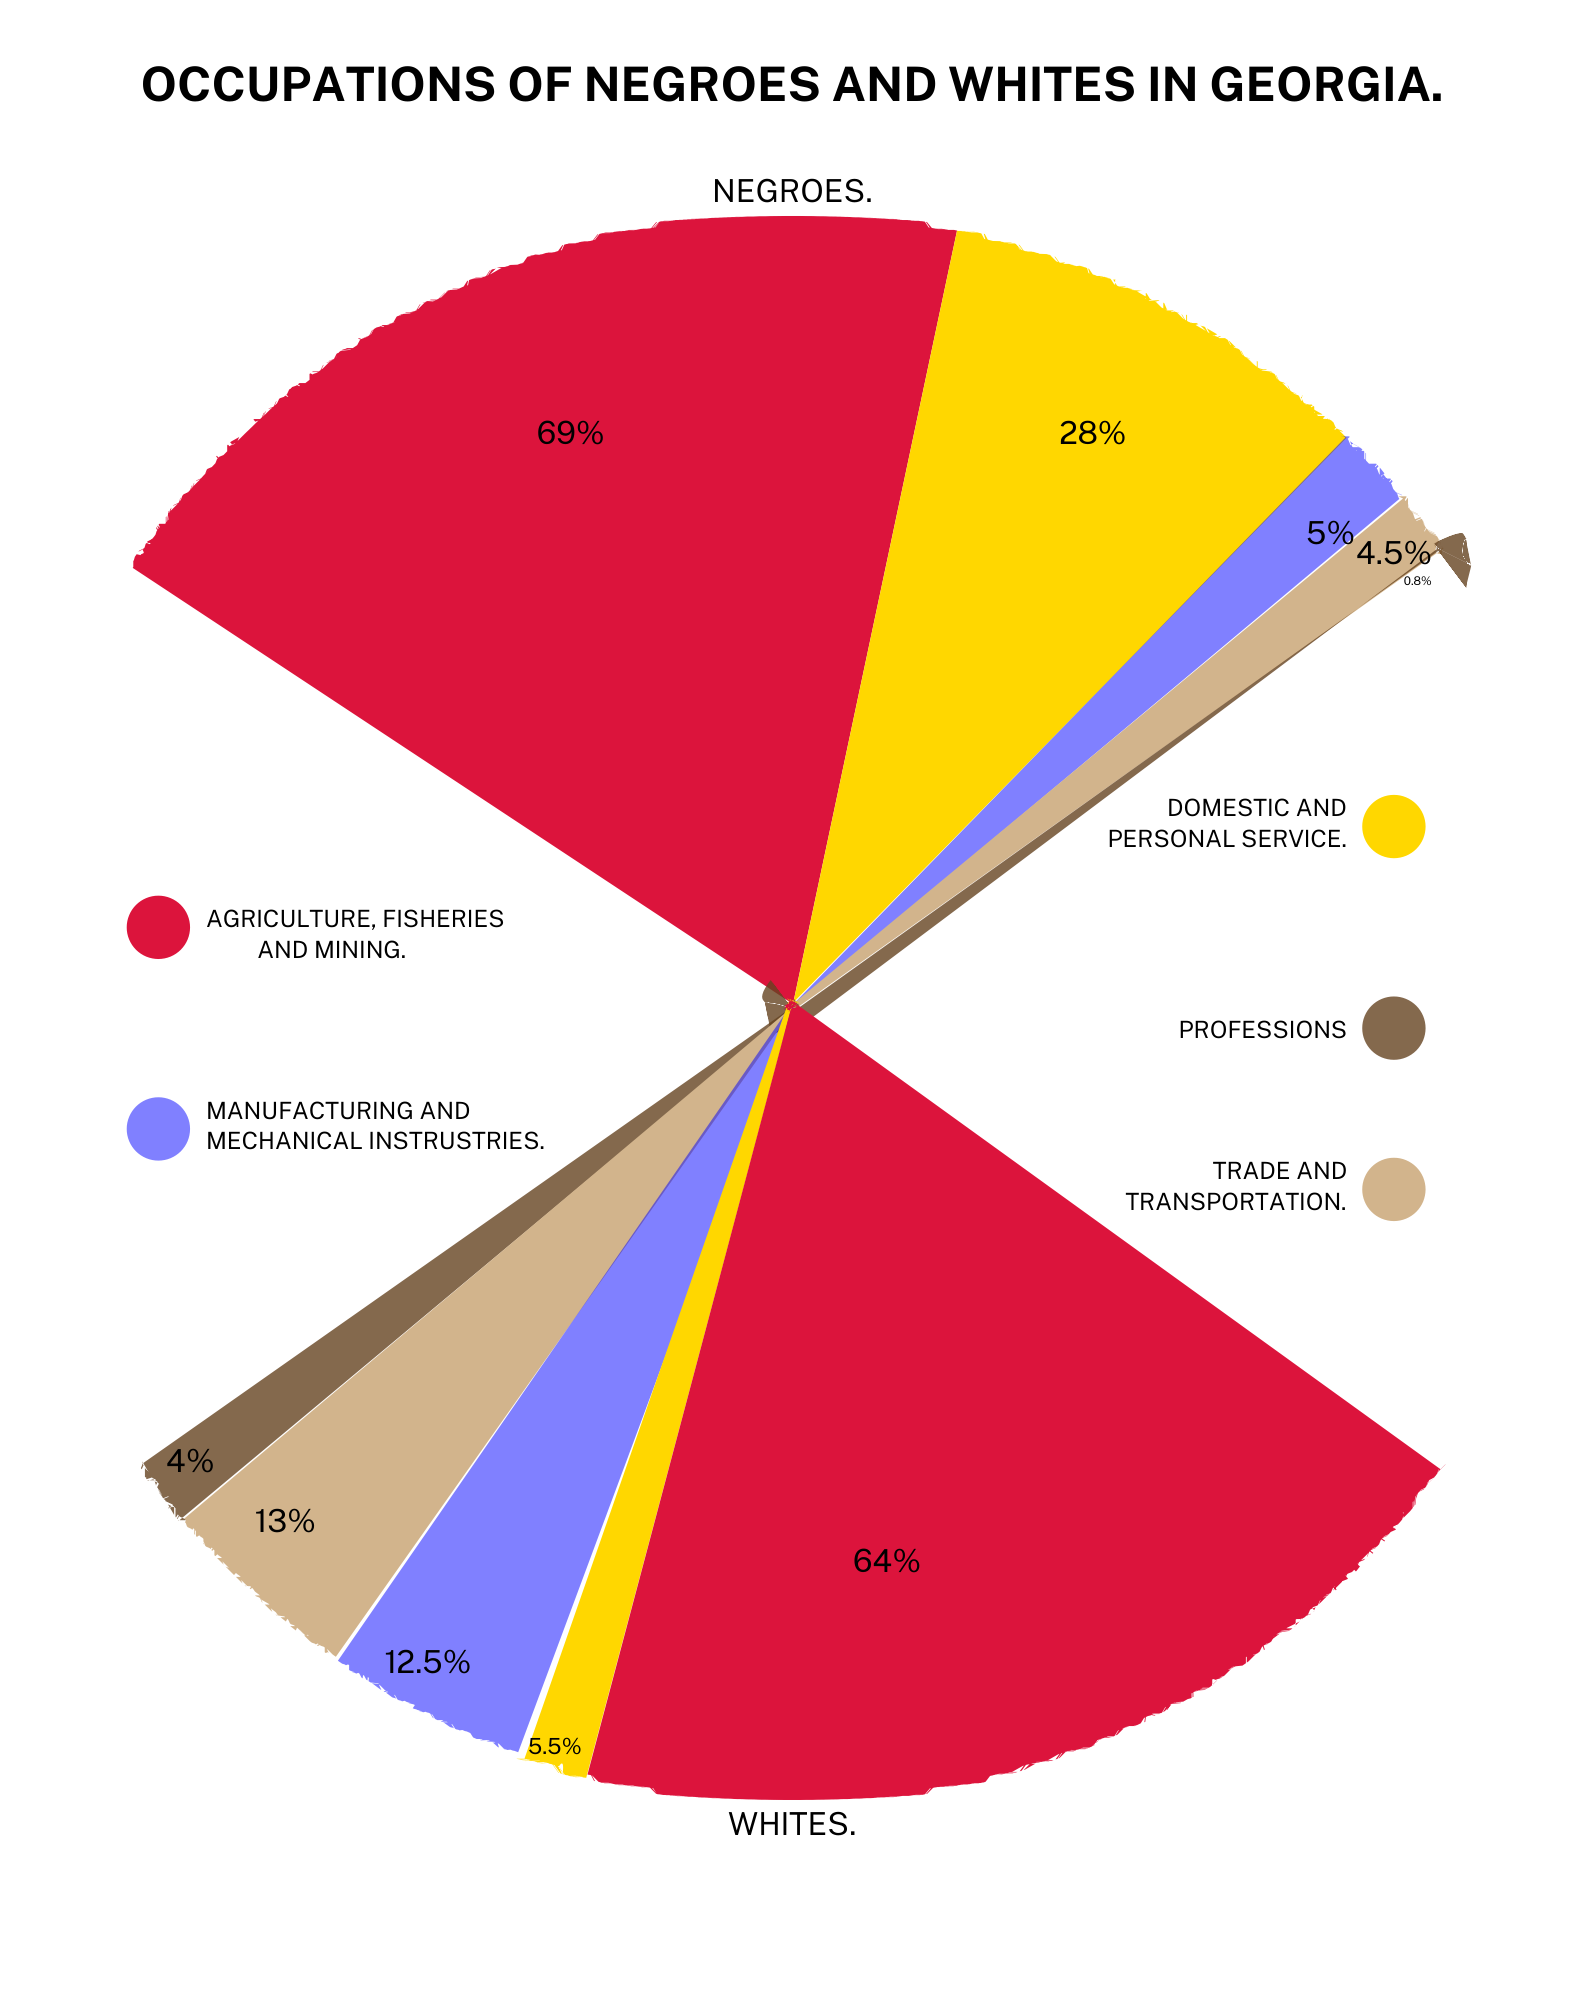 OCCUPATIONS OF NEGROES AND WHITES IN GEORGIA.
NEGROES.
69%
28%
5%
4.5%
0.8%
DOMESTIC AND
PERSONAL SERVICE.
AGRICULTURE, FISHERIES
AND MINING.
PROFESSIONS
MANUFACTURING AND
MECHANICAL INSTRUSTRIES.
TRADE AND
TRANSPORTATION.
4%
13%
64%
12.5%
5.5%
WHITES.